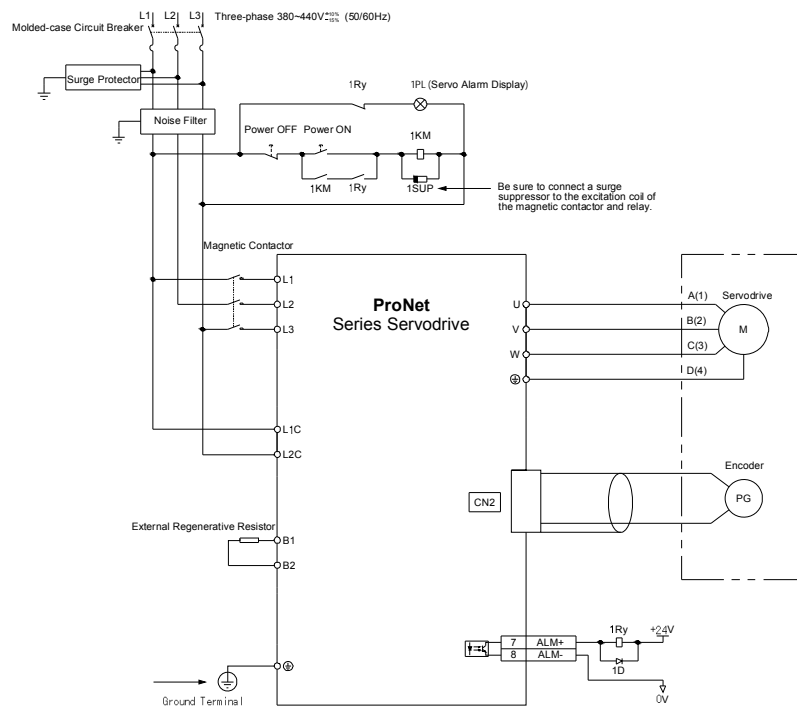 L1 L2 L3 Three-phase 380~440V +10% -15% (50/60Hz)
Molded-case Circuit Breaker
Surge Protector
Noise Filter
1Ry
1PL (Servo Alarm Display)
Power OFF Power ON
1KM
1KM 1Ry 1SUP
Be sure to connect a surge
suppressor to the excitation coil of
the magnetic contactor and relay.
Magnetic Contactor
L1
L2
L3
ProNet
Series Servodrive
U
V
W
A(1)
B(2)
C(3)
D(4)
Servodrive
M
L1C
L2C
CN2
Encoder
PG
External Regenerative Resistor
B1
B2
7 ALM+
8 ALM-
1Ry
+24V
1D
0V
Ground Terminal